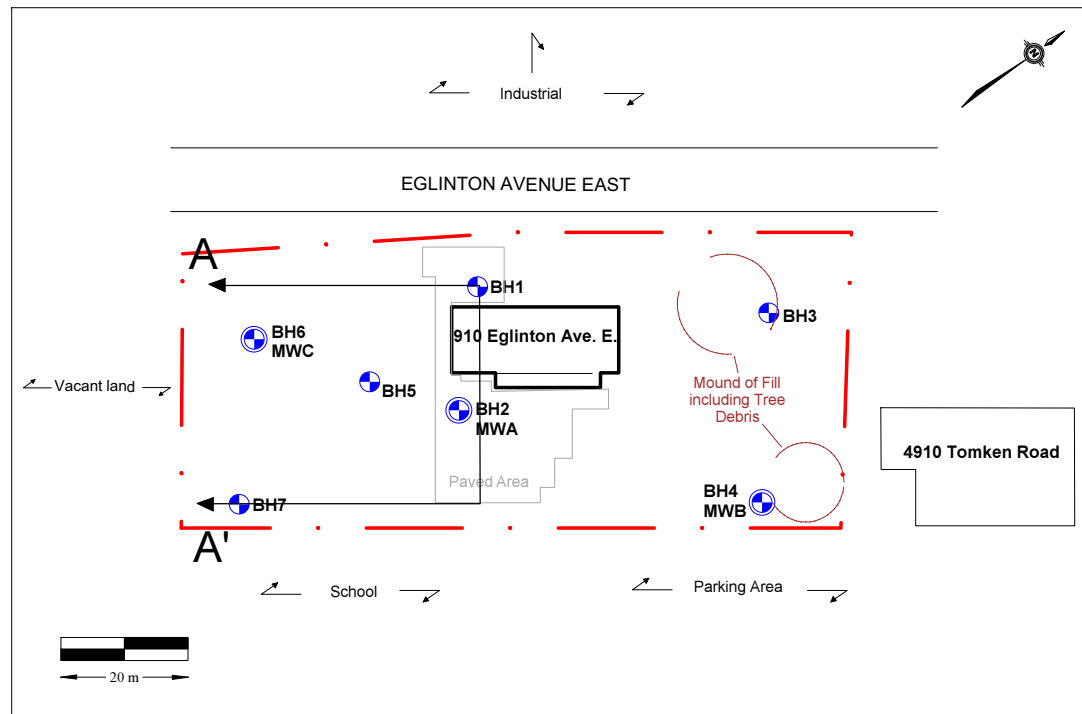 N
Industrial
EGLINTON AVENUE EAST
A
BH1
BH3
910 Eglinton Ave. E.
BH6
MWC
Vacant land
BH5
Mound of Fill
including Tree
Debris
BH2
MWA
4910 Tomken Road
Paved Area
BH4
MWB
BH7
A'
School
Parking Area
20 m